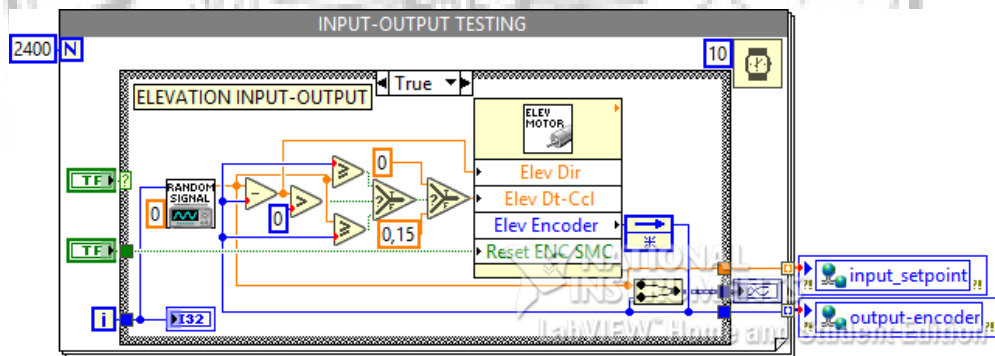 INPUT-OUTPUT TESTING
2400 N
10
True
ELEVATION INPUT-OUTPUT
ELEV
MOTOR
0
Elev Dir
TF ?
RANDOM
SIGNAL
0
0
?
?
Elev Dt-Ccl
0,15
Elev Encoder
TF
Reset ENC SMC
NATIONAL
INSTRUMENTS
input_setpoint
i
I32
output-encoder
LabVIEW™ Home and Student Edition